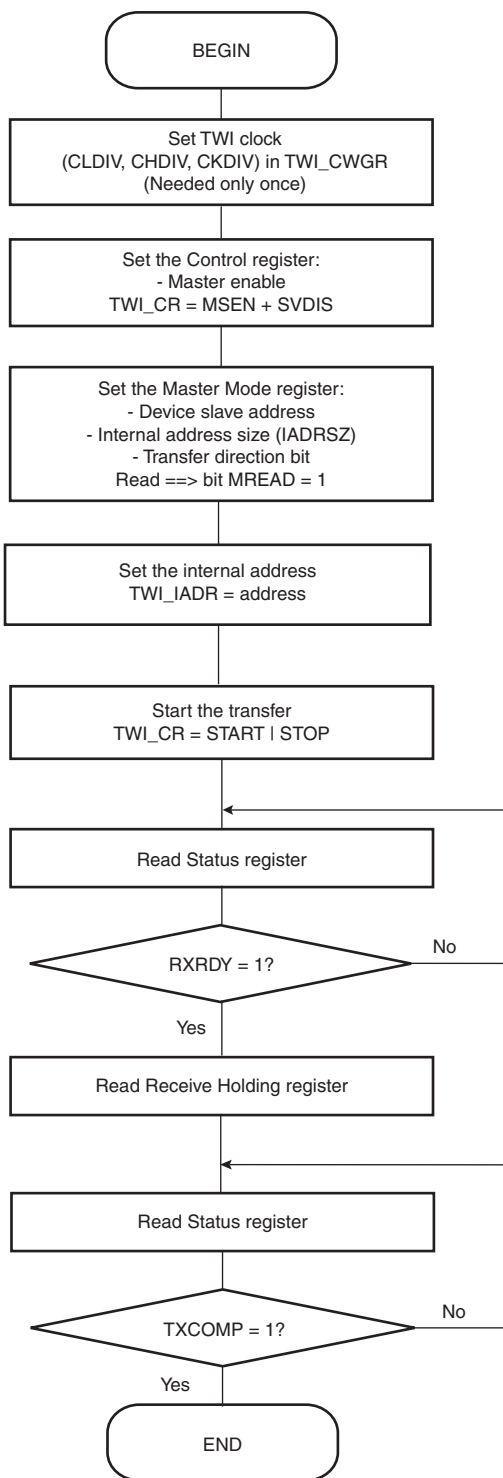 BEGIN
Set TWI clock
(CLDIV, CHDIV, CKDIV) in TWI_CWGR
(Needed only once)
Set the Control register:
- Master enable
TWI_CR = MSEN + SVDIS
Set the Master Mode register:
- Device slave address
- Internal address size (IADRSZ)
- Transfer direction bit
Read ==> bit MREAD = 1
Set the internal address
TWI_IADR = address
Start the transfer
TWI_CR = START | STOP
Read Status register
RXRDY = 1?
No
Yes
Read Receive Holding register
Read Status register
TXCOMP = 1?
No
Yes
END